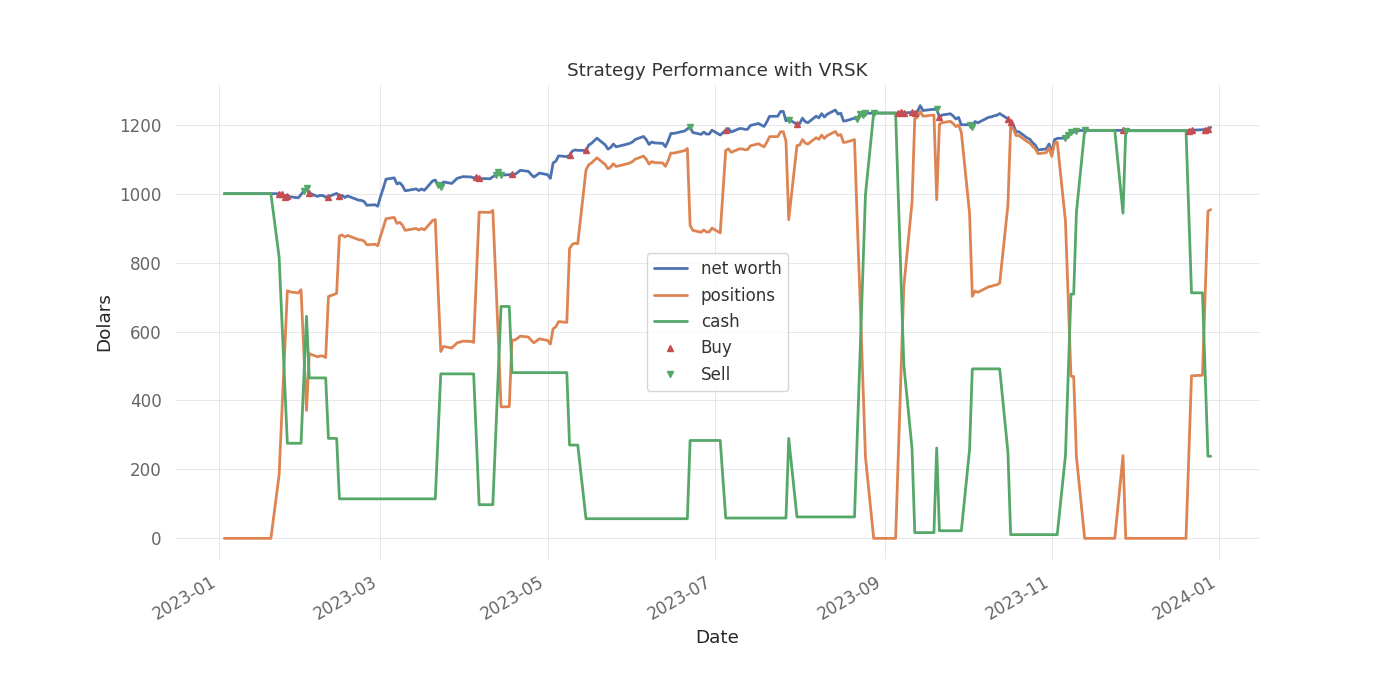 Strategy Performance with VRSK
Dolars
1200
1000
800
600
400
200
0
net worth
positions
cash
Buy
Sell
2023-01
2023-03
2023-05
2023-07
2023-09
2023-11
2024-01
Date